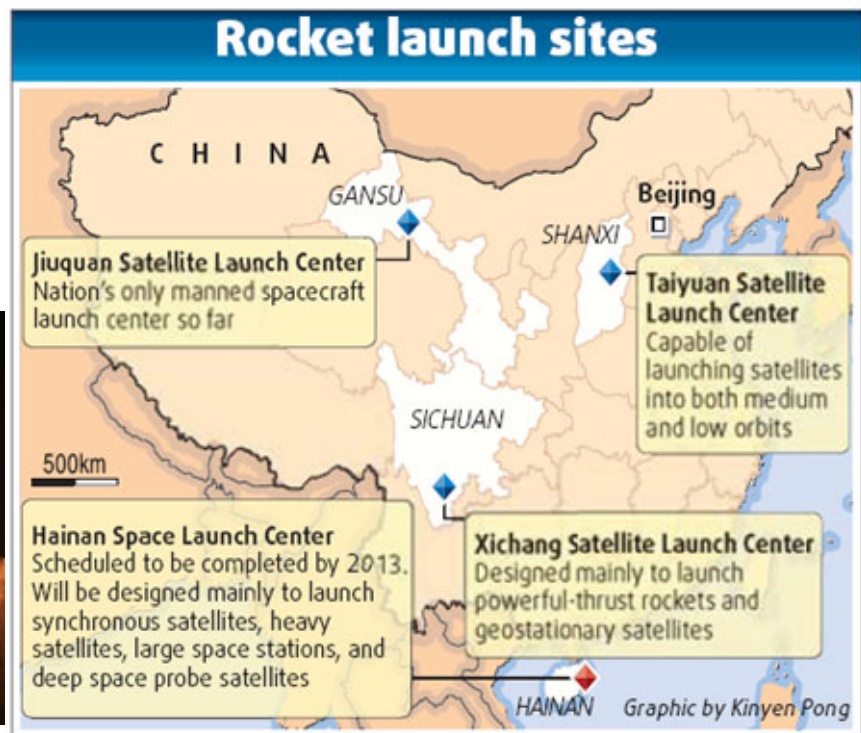 Rocket launch sites
CHINA
GANSU
Beijing
SHANXI
Jiuquan Satellite Launch Center
Nation's only manned spacecraft
launch center so far
Taiyuan Satellite
Launch Center
Capable of
launching satellites
into both medium
and low orbits
SICHUAN
500km
Hainan Space Launch Center
Scheduled to be completed by 2013.
Will be designed mainly to launch
synchronous satellites, heavy
satellites, large space stations, and
deep space probe satellites
Xichang Satellite Launch Center
Designed mainly to launch
powerful-thrust rockets and
geostationary satellites
HAINAN
Graphic by Kinyen Pong